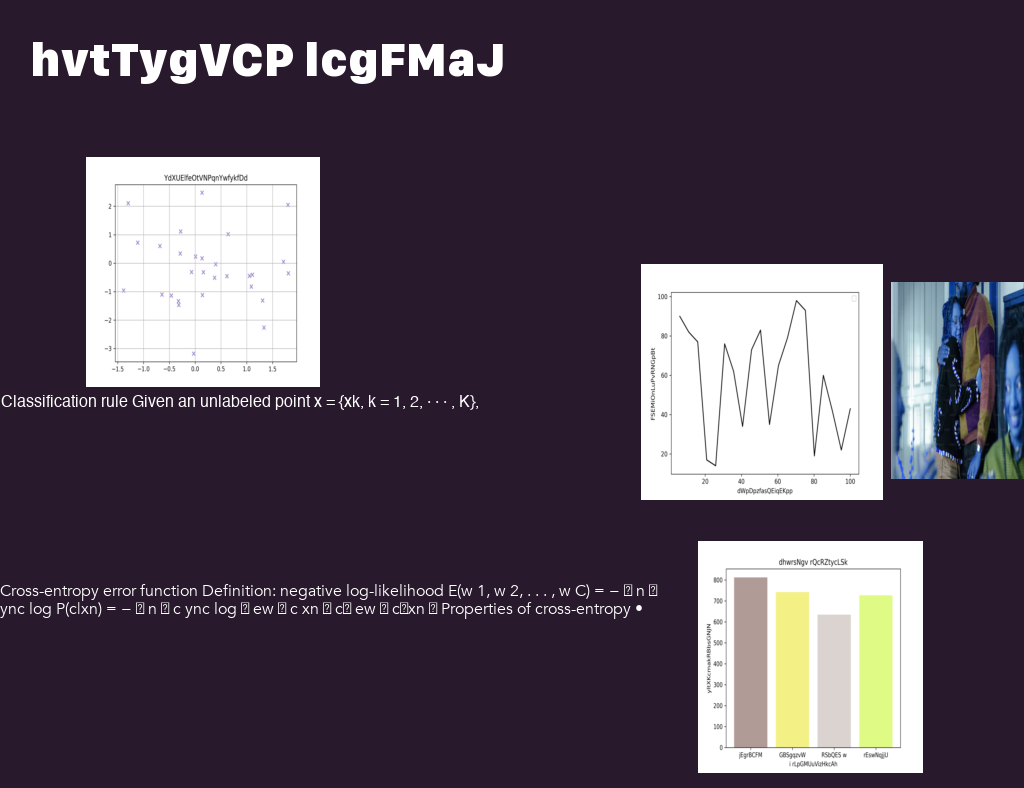 hvtTygVCP lcgFMaJ
YdXUElfeOtVNPqnYwfykfDd
2
1
0
−1
−2
−3
−1.5 −1.0 −0.5 0.0 0.5 1.0 1.5
Classification rule Given an unlabeled point x = {xk, k = 1, 2, · · · , K},
100
80
60
40
20
20 40 60 80 100
dWpDpzfasQEiqEKpp
Cross-entropy error function Definition: negative log-likelihood E(w 1, w 2, . . . , w C) = − n
ync log P(c|xn) = − n c ync log ew c xn c ew c xn Properties of cross-entropy •
dhwrsNgv rQcRZtycLSk
800
700
600
500
400
300
200
100
0
jEgrBCFM GBSgqzvW RSbQES w rEswNqjjU
i rLpGMUuVizHkcAh